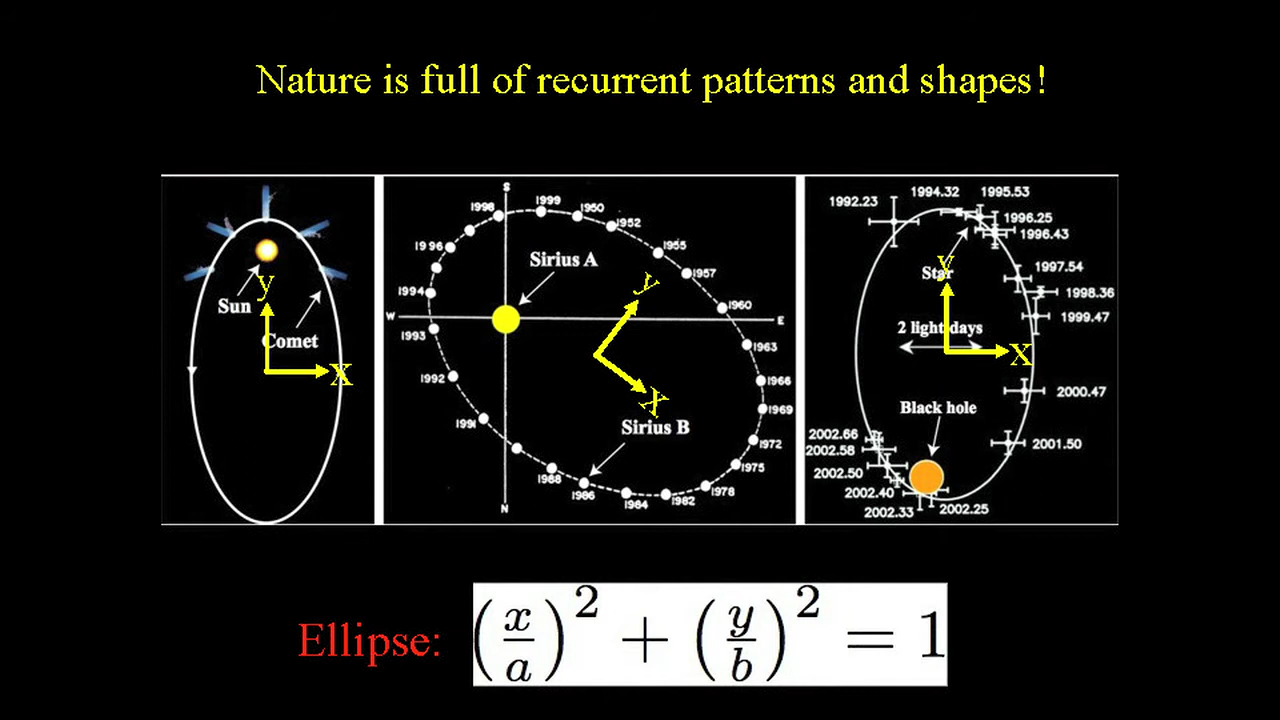 Nature is full of recurrent patterns and shapes!
Sun
y
Comet
x
S
1998
1999
1950
1952
1996
1955
1957
Sirius A
y
1994
1960
W
E
1993
1963
1992
1966
x
1969
1991
Sirius B
1972
1988
1975
1986
1978
1984
1982
N
1992.23
1994.32
1995.53
1996.25
1996.43
Star
y
1997.54
1998.36
1999.47
2 light days
x
2000.47
Black hole
2002.66
2001.50
2002.58
2002.50
2002.40
2002.33
2002.25
Ellipse: (x/a)² + (y/b)² = 1